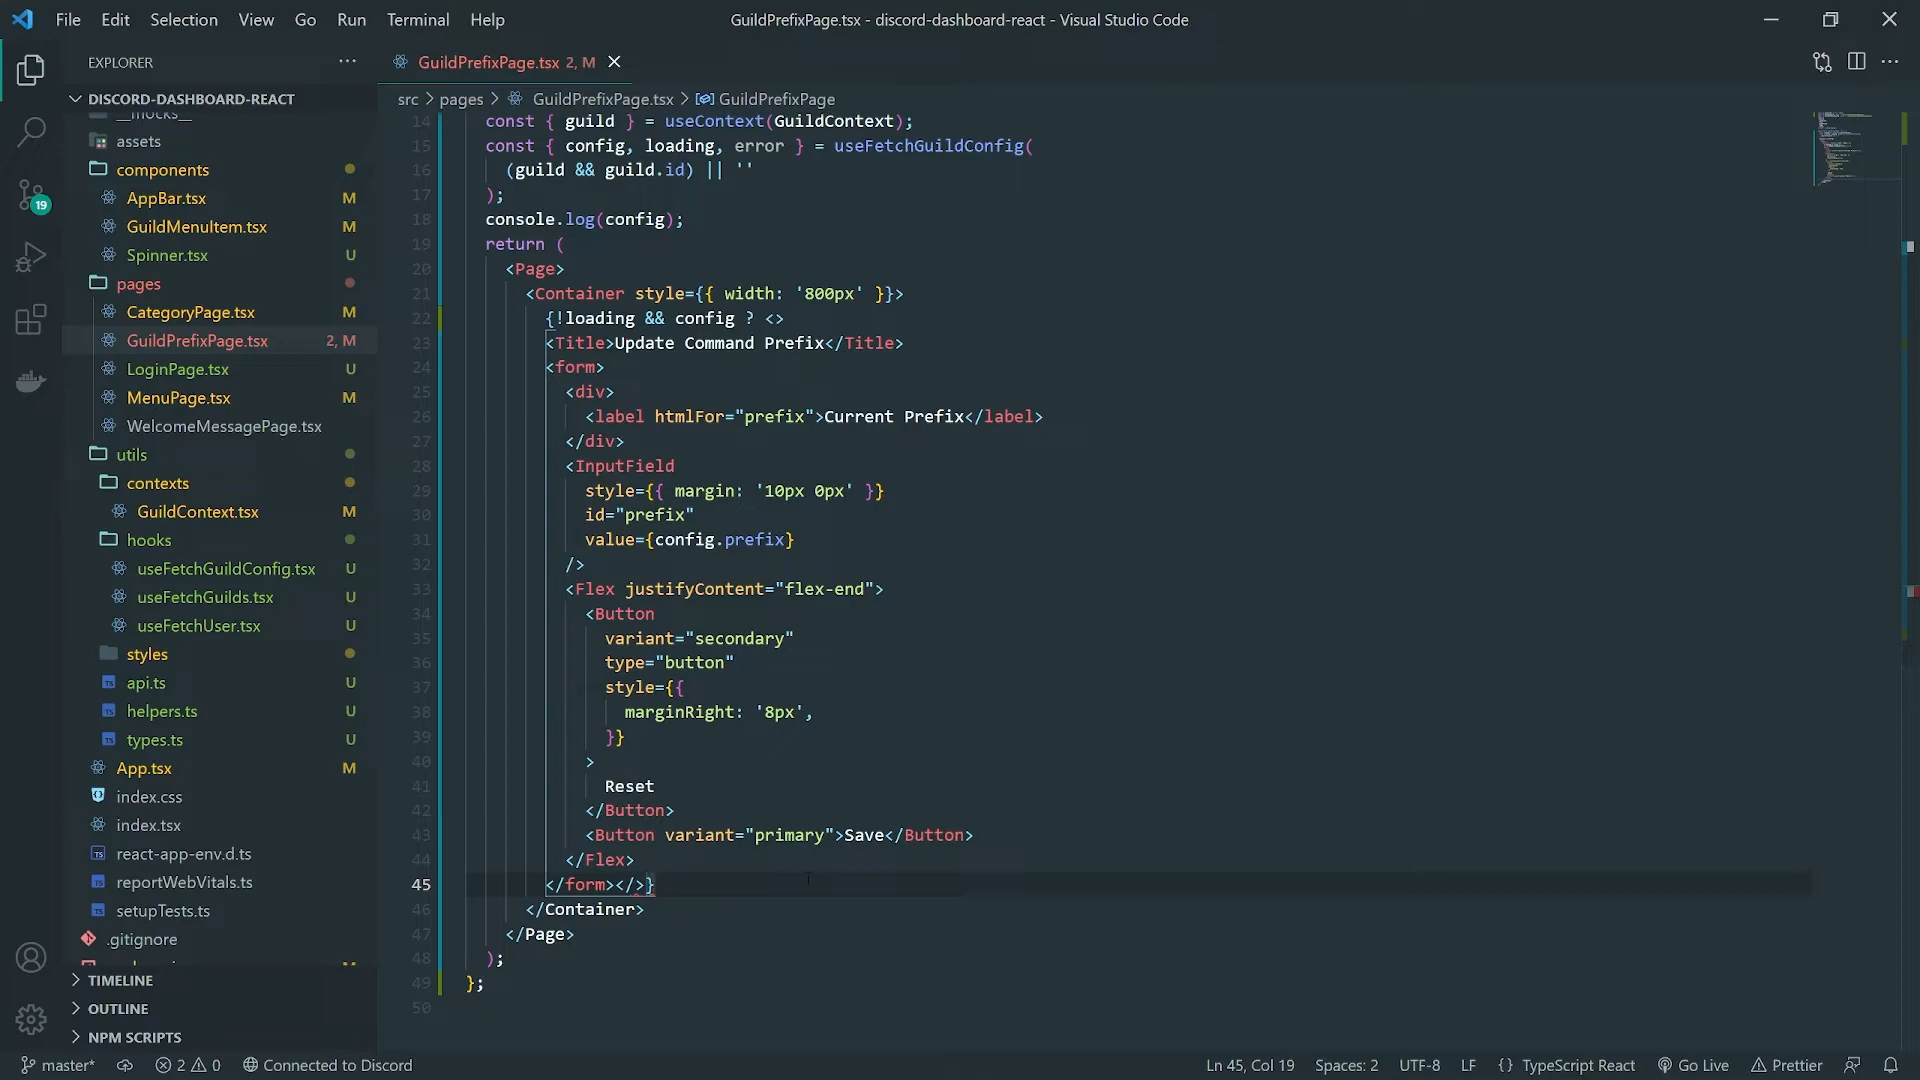 File Edit Selection View Go Run Terminal Help
GuildPrefixPage.tsx - discord-dashboard-react - Visual Studio Code
EXPLORER
GuildPrefixPage.tsx 2, M
DISCORD-DASHBOARD-REACT
src > pages > GuildPrefixPage.tsx > GuildPrefixPage
__mocks__
assets
components
AppBar.tsx M
GuildMenuItem.tsx M
Spinner.tsx U
pages
CategoryPage.tsx M
GuildPrefixPage.tsx 2, M
LoginPage.tsx U
MenuPage.tsx M
WelcomeMessagePage.tsx
utils
contexts
GuildContext.tsx M
hooks
useFetchGuildConfig.tsx U
useFetchGuilds.tsx U
useFetchUser.tsx U
styles
api.ts U
helpers.ts U
types.ts U
App.tsx M
index.css
index.tsx
react-app-env.d.ts
reportWebVitals.ts
setupTests.ts
.gitignore
TIMELINE
OUTLINE
NPM SCRIPTS
19
14 const { guild } = useContext(GuildContext);
15 const { config, loading, error } = useFetchGuildConfig(
16 (guild && guild.id) || ''
17 );
18 console.log(config);
19 return (
20 <Page>
21 <Container style={{ width: '800px' }}>
22 {!loading && config ? <>
23 <Title>Update Command Prefix</Title>
24 <form>
25 <div>
26 <label htmlFor="prefix">Current Prefix</label>
27 </div>
28 <InputField
29 style={{ margin: '10px 0px' }}
30 id="prefix"
31 value={config.prefix}
32 />
33 <Flex justifyContent="flex-end">
34 <Button
35 variant="secondary"
36 type="button"
37 style={{
38 marginRight: '8px',
39 }}
40 >
41 Reset
42 </Button>
43 <Button variant="primary">Save</Button>
44 </Flex>
45 </form></>}
46 </Container>
47 </Page>
48 );
49 };
50
master* 2 0 Connected to Discord
Ln 45, Col 19 Spaces: 2 UTF-8 LF {} TypeScript React Go Live Prettier